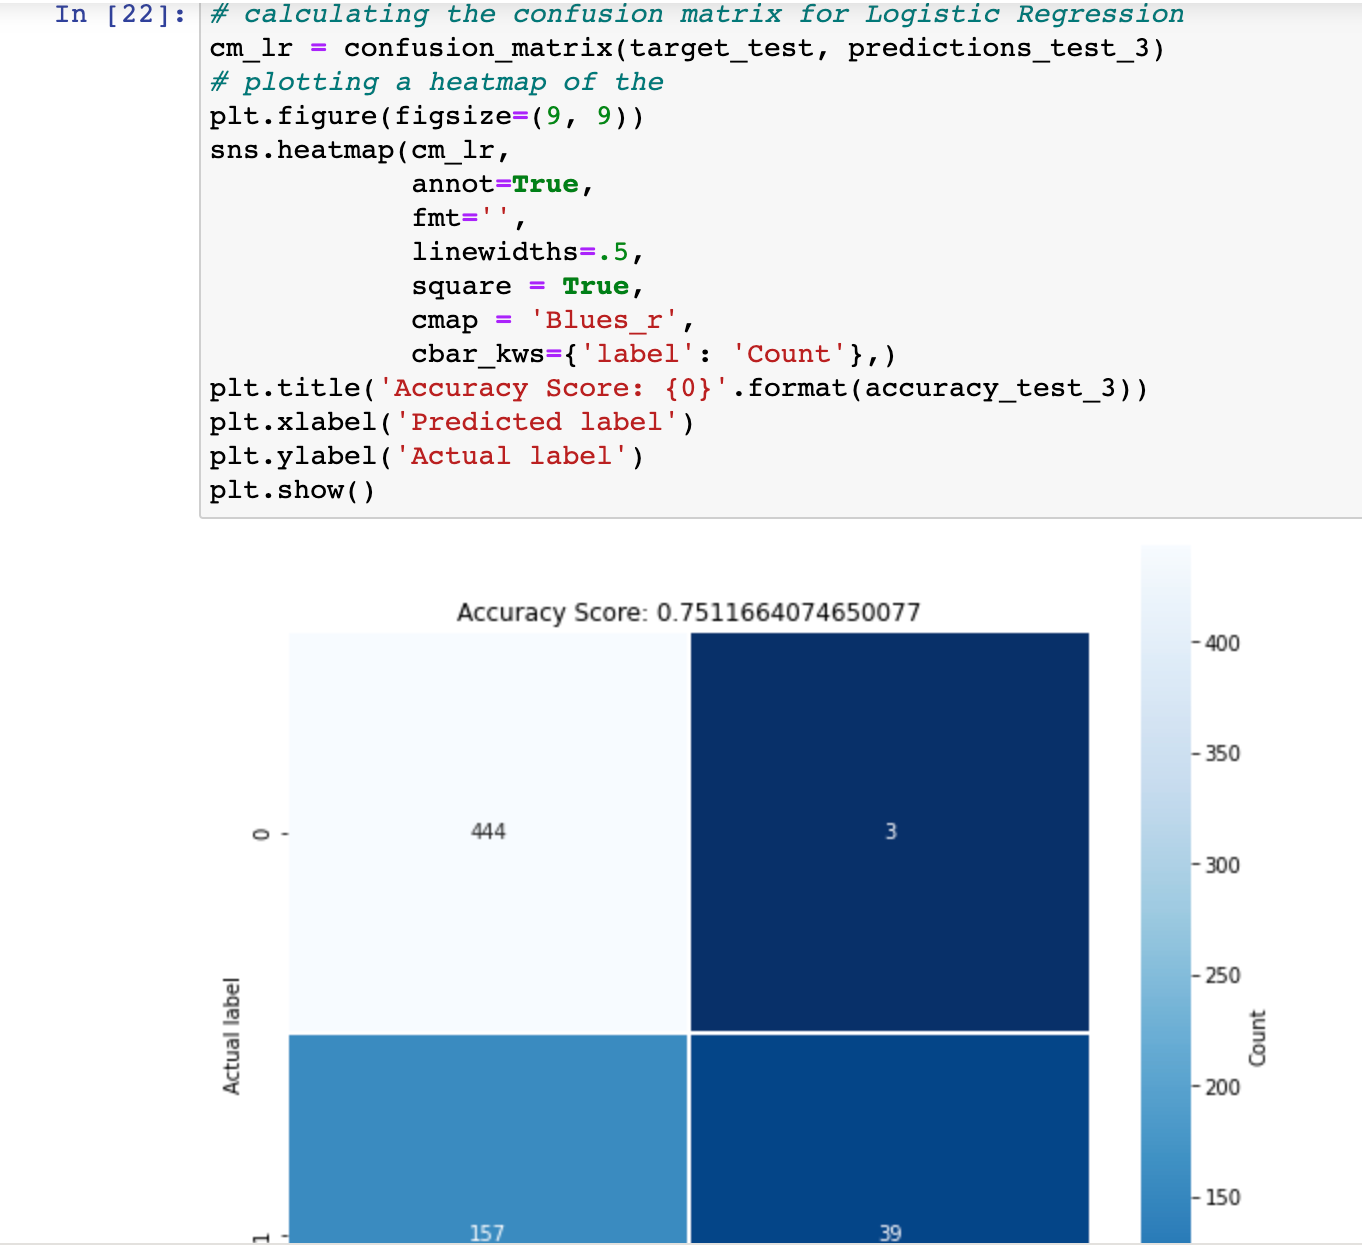 In [22]:
# calculating the confusion matrix for Logistic Regression
cm_lr = confusion_matrix(target_test, predictions_test_3)
# plotting a heatmap of the
plt.figure(figsize=(9, 9))
sns.heatmap(cm_lr,
            annot=True,
            fmt='',
            linewidths=.5,
            square = True,
            cmap = 'Blues_r',
            cbar_kws={'label': 'Count'},)
plt.title('Accuracy Score: {0}'.format(accuracy_test_3))
plt.xlabel('Predicted label')
plt.ylabel('Actual label')
plt.show()
Accuracy Score: 0.7511664074650077
0
444
3
Actual label
1
157
39
400
350
300
250
200
150
Count